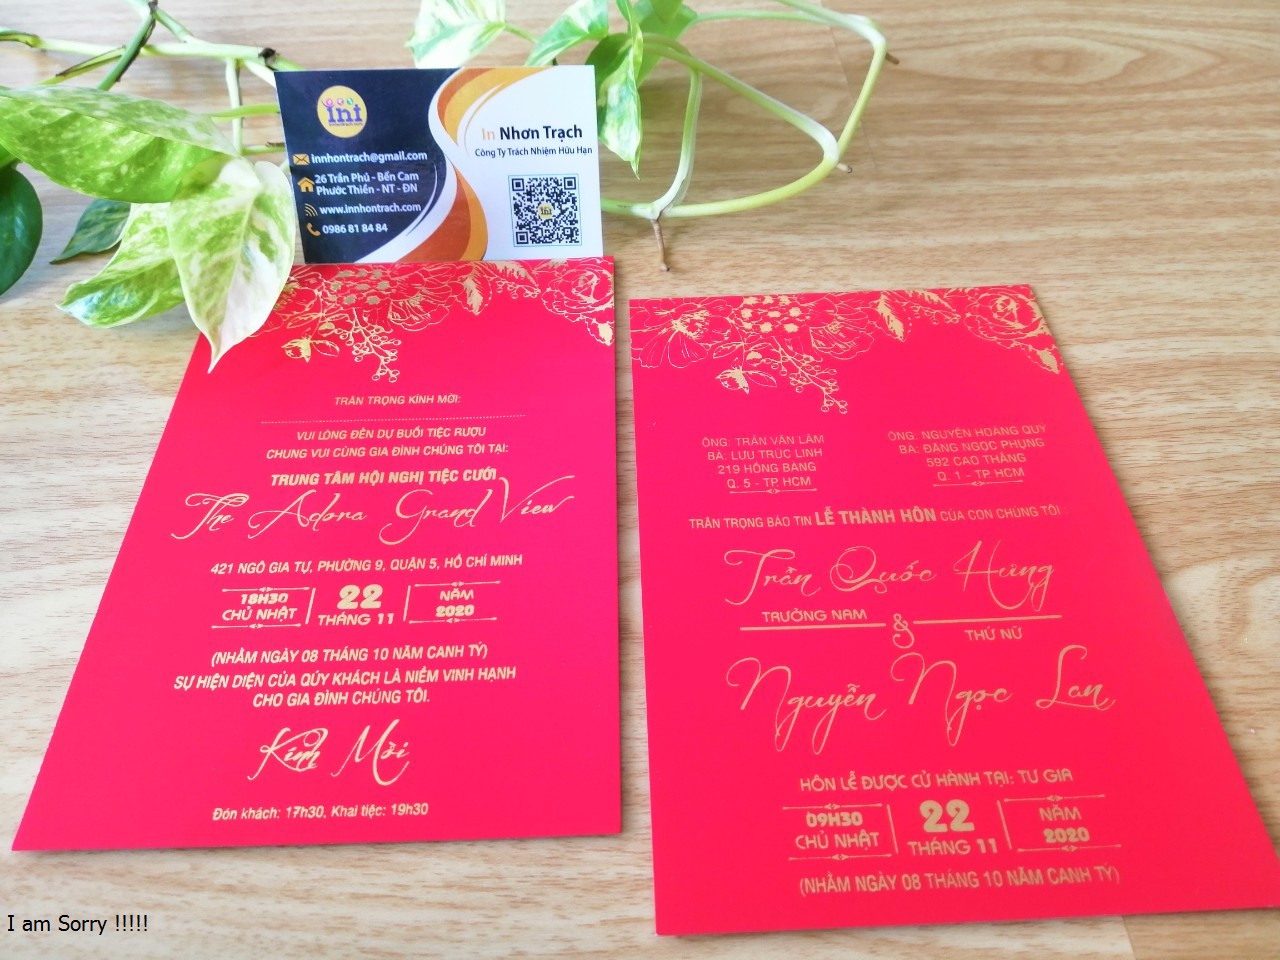 int
innhontrach.com
innhontrach@gmail.com
26 Trần Phú - Bến Cam
Phước Thiền - NT - ĐN
www.innhontrach.com
0986 81 84 84
In Nhơn Trạch
Công Ty Trách Nhiệm Hữu Hạn
int
TRÂN TRỌNG KÍNH MỜI:
VUI LÒNG ĐẾN DỰ BUỔI TIỆC RƯỢU
CHUNG VUI CÙNG GIA ĐÌNH CHÚNG TÔI TẠI:
TRUNG TÂM HỘI NGHỊ TIỆC CƯỚI
The Adora Grand View
421 NGÔ GIA TỰ, PHƯỜNG 9, QUẬN 5, HỒ CHÍ MINH
18H30
CHỦ NHẬT
22
THÁNG 11
NĂM
2020
(NHẰM NGÀY 08 THÁNG 10 NĂM CANH TÝ)
SỰ HIỆN DIỆN CỦA QÚY KHÁCH LÀ NIỀM VINH HẠNH
CHO GIA ĐÌNH CHÚNG TÔI.
Kính Mời
Đón khách: 17h30, Khai tiệc: 19h30
ÔNG: TRẦN VĂN LÂM
BÀ: LƯU TRÚC LINH
219 HỒNG BÀNG
Q. 5 - TP. HCM
ÔNG: NGUYỄN HOÀNG QUÝ
BÀ: ĐẶNG NGỌC PHỤNG
592 CAO THẮNG
Q. 1 - TP. HCM
TRÂN TRỌNG BÁO TIN LỄ THÀNH HÔN CỦA CON CHÚNG TÔI :
Trần Quốc Hưng
TRƯỞNG NAM
&
THỨ NỮ
Nguyễn Ngọc Lan
HÔN LỄ ĐƯỢC CỬ HÀNH TẠI: TƯ GIA
09H30
CHỦ NHẬT
22
THÁNG 11
NĂM
2020
(NHẰM NGÀY 08 THÁNG 10 NĂM CANH TÝ)
I am Sorry !!!!!